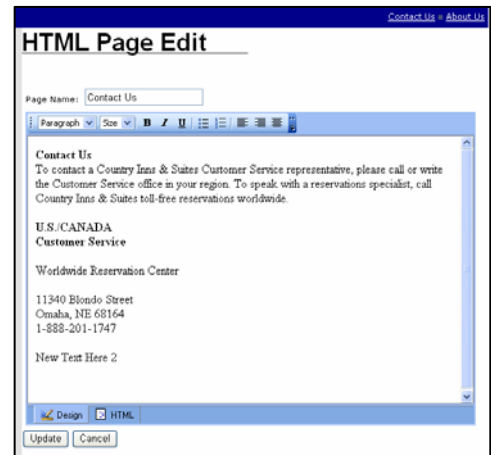 Contact Us = About Us
HTML Page Edit
Page Name: Contact Us
Paragraph Size B I U
Contact Us
To contact a Country Inns & Suites Customer Service representative, please call or write
the Customer Service office in your region. To speak with a reservations specialist, call
Country Inns & Suites toll-free reservations worldwide.
U.S./CANADA
Customer Service
Worldwide Reservation Center
11340 Blondo Street
Omaha, NE 68164
1-888-201-1747
New Text Here 2
Design HTML
Update Cancel